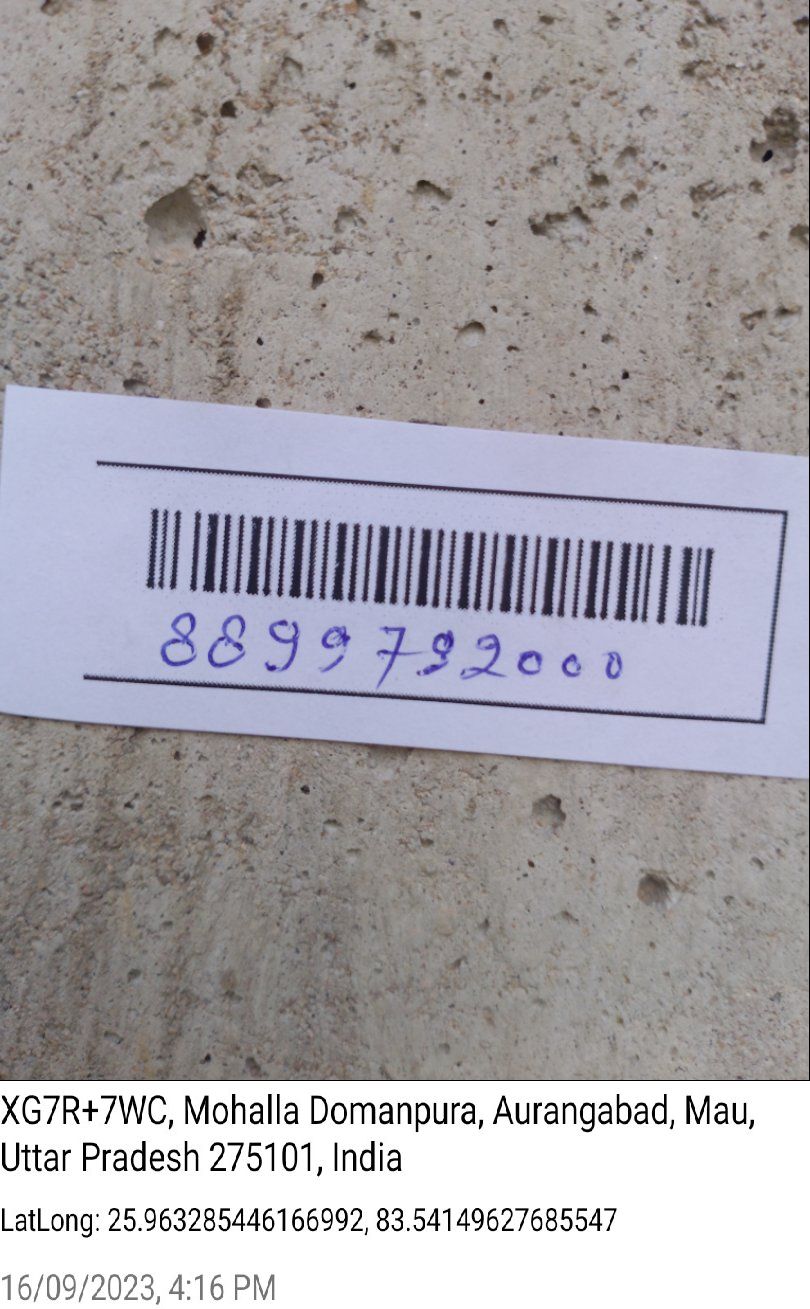 8899792000
XG7R+7WC, Mohalla Domanpura, Aurangabad, Mau,
Uttar Pradesh 275101, India
LatLong: 25.963285446166992, 83.54149627685547
16/09/2023, 4:16 PM